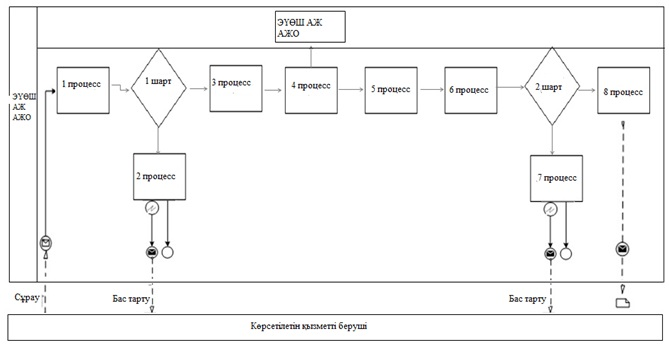 ЭҮӨШ АЖ
АЖО
ЭҮӨШ
АЖ
АЖО
1 процесс
1 шарт
3 процесс
4 процесс
5 процесс
6 процесс
2 шарт
8 процесс
2 процесс
7 процесс
Сұрау
Бас тарту
Бас тарту
Көрсетілетін қызметті беруші